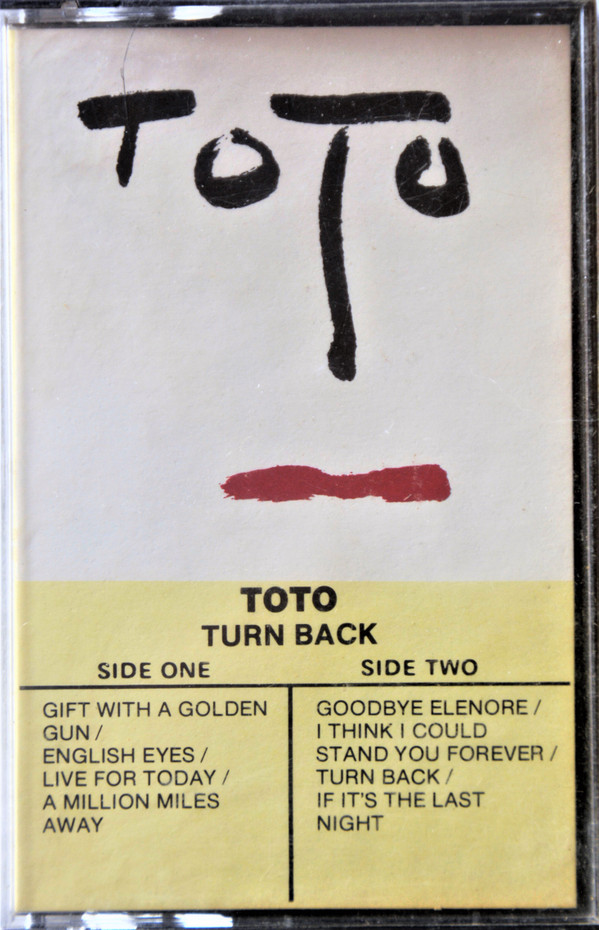 TOTO
TOTO
TURN BACK
SIDE ONE
GIFT WITH A GOLDEN
GUN /
ENGLISH EYES /
LIVE FOR TODAY /
A MILLION MILES
AWAY
SIDE TWO
GOODBYE ELENORE /
I THINK I COULD
STAND YOU FOREVER /
TURN BACK /
IF IT'S THE LAST
NIGHT